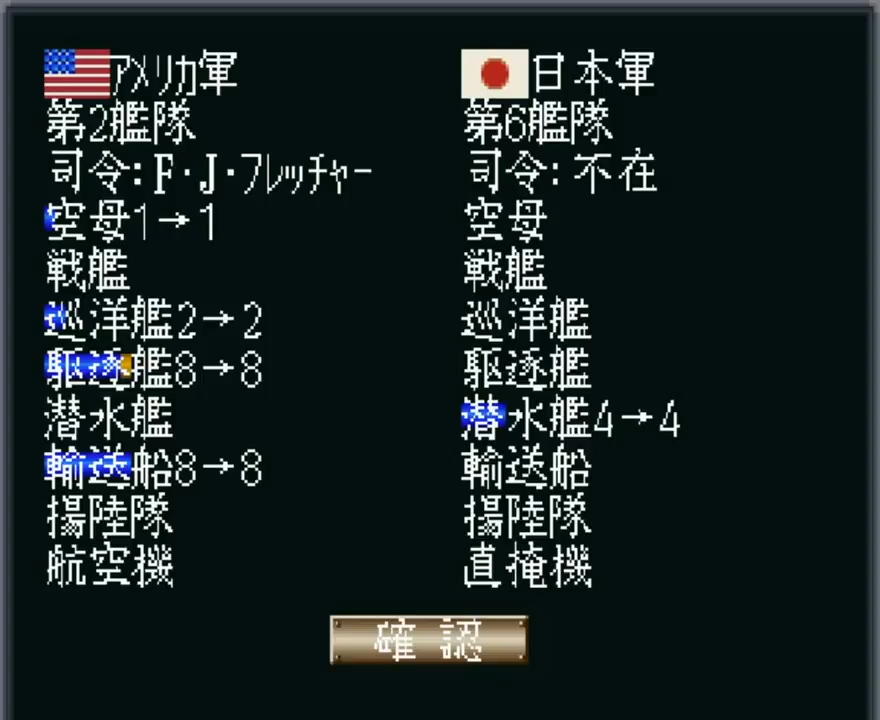 アメリカ軍
第2艦隊
司令:F・J・フレッチャー
空母1→1
戦艦
巡洋艦2→2
駆逐艦8→8
潜水艦
輸送船8→8
揚陸隊
航空機
日本軍
第6艦隊
司令:不在
空母
戦艦
巡洋艦
駆逐艦
潜水艦4→4
輸送船
揚陸隊
直掩機
確認